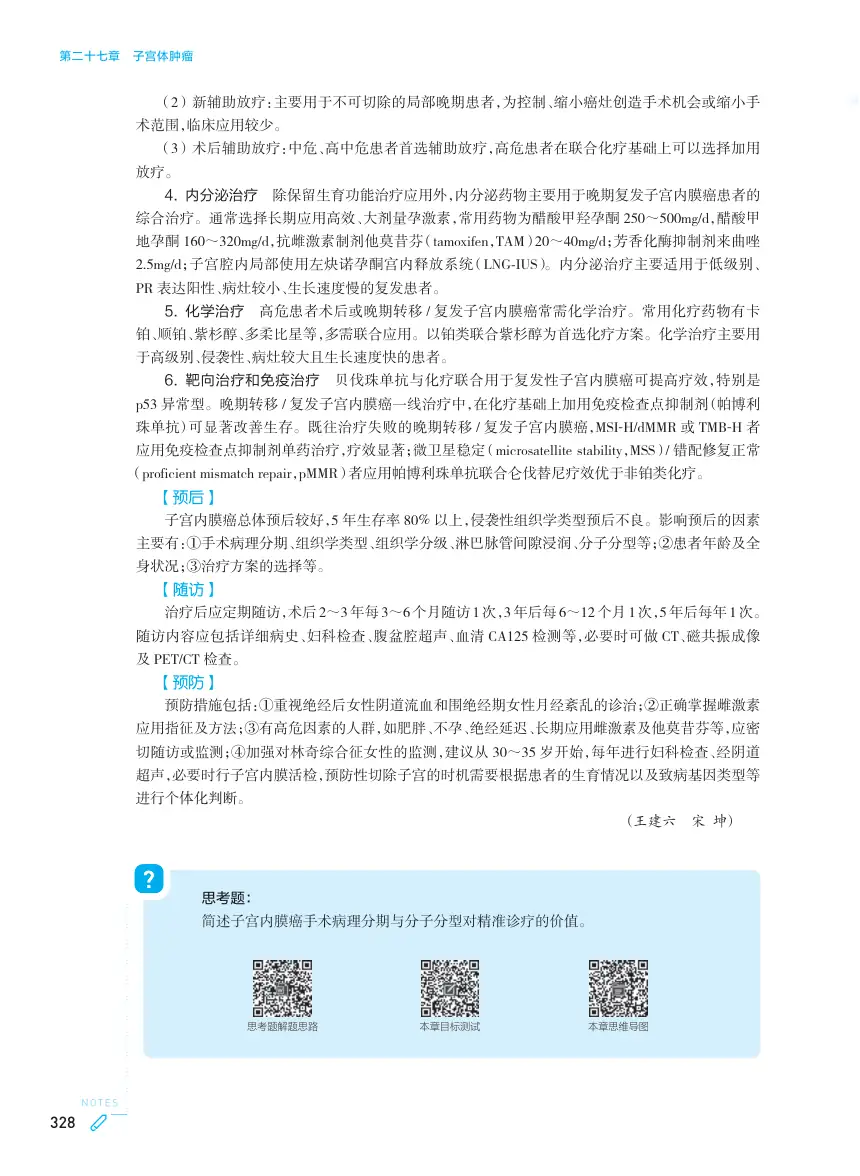 第二十七章 子宫体肿瘤
（2）新辅助放疗：主要用于不可切除的局部晚期患者，为控制、缩小癌灶创造手术机会或缩小手
术范围，临床应用较少。
（3）术后辅助放疗：中危、高中危患者首选辅助放疗，高危患者在联合化疗基础上可以选择加用
放疗。
4. 内分泌治疗 除保留生育功能治疗应用外，内分泌药物主要用于晚期复发子宫内膜癌患者的
综合治疗。通常选择长期应用高效、大剂量孕激素，常用药物为醋酸甲羟孕酮 250～500mg/d，醋酸甲
地孕酮 160～320mg/d，抗雌激素制剂他莫昔芬（tamoxifen，TAM）20～40mg/d；芳香化酶抑制剂来曲唑
2.5mg/d；子宫腔内局部使用左炔诺孕酮宫内释放系统（LNG-IUS）。内分泌治疗主要适用于低级别、
PR 表达阳性、病灶较小、生长速度慢的复发患者。
5. 化学治疗 高危患者术后或晚期转移 / 复发子宫内膜癌常需化学治疗。常用化疗药物有卡
铂、顺铂、紫杉醇、多柔比星等，多需联合应用。以铂类联合紫杉醇为首选化疗方案。化学治疗主要用
于高级别、侵袭性、病灶较大且生长速度快的患者。
6. 靶向治疗和免疫治疗 贝伐珠单抗与化疗联合用于复发性子宫内膜癌可提高疗效，特别是
p53 异常型。晚期转移 / 复发子宫内膜癌一线治疗中，在化疗基础上加用免疫检查点抑制剂（帕博利
珠单抗）可显著改善生存。既往治疗失败的晚期转移 / 复发子宫内膜癌，MSI-H/dMMR 或 TMB-H 者
应用免疫检查点抑制剂单药治疗，疗效显著；微卫星稳定（microsatellite stability，MSS）/ 错配修复正常
（proficient mismatch repair，pMMR）者应用帕博利珠单抗联合仑伐替尼疗效优于非铂类化疗。
【预后】
子宫内膜癌总体预后较好，5 年生存率 80% 以上，侵袭性组织学类型预后不良。影响预后的因素
主要有：①手术病理分期、组织学类型、组织学分级、淋巴脉管间隙浸润、分子分型等；②患者年龄及全
身状况；③治疗方案的选择等。
【随访】
治疗后应定期随访，术后 2～3 年每 3～6 个月随访 1 次，3 年后每 6～12 个月 1 次，5 年后每年 1 次。
随访内容应包括详细病史、妇科检查、腹盆腔超声、血清 CA125 检测等，必要时可做 CT、磁共振成像
及 PET/CT 检查。
【预防】
预防措施包括：①重视绝经后女性阴道流血和围绝经期女性月经紊乱的诊治；②正确掌握雌激素
应用指征及方法；③有高危因素的人群，如肥胖、不孕、绝经延迟、长期应用雌激素及他莫昔芬等，应密
切随访或监测；④加强对林奇综合征女性的监测，建议从 30～35 岁开始，每年进行妇科检查、经阴道
超声，必要时行子宫内膜活检，预防性切除子宫的时机需要根据患者的生育情况以及致病基因类型等
进行个体化判断。
（王建六 宋 坤）
?
思考题：
简述子宫内膜癌手术病理分期与分子分型对精准诊疗的价值。
思考题解题思路 本章目标测试 本章思维导图
NOTES
328